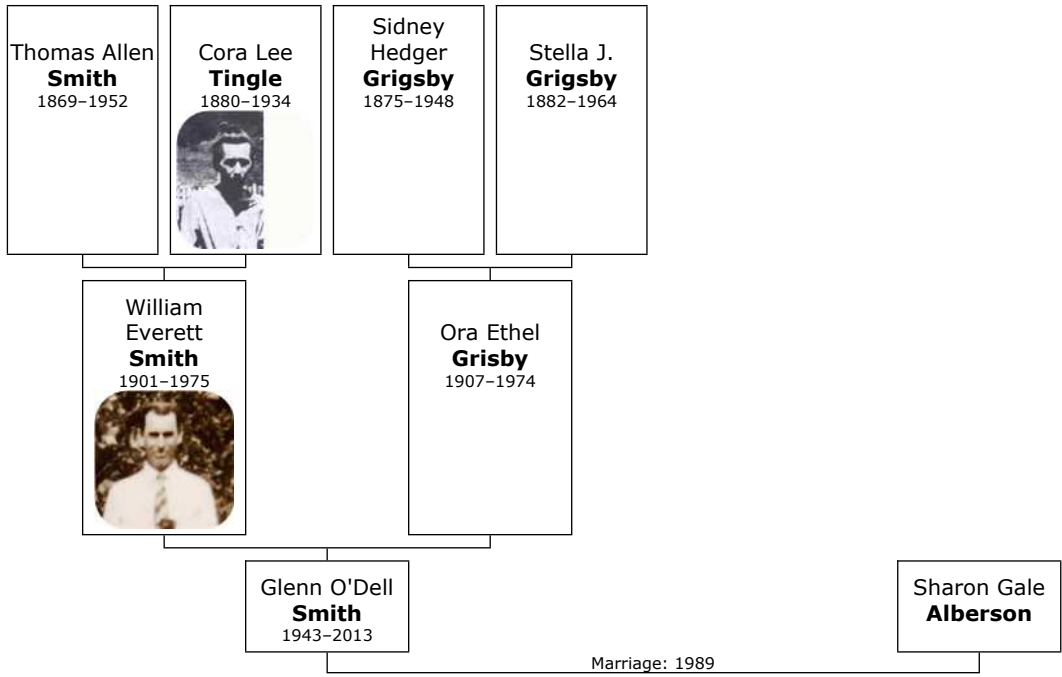 Thomas Allen
Smith
1869–1952
Cora Lee
Tingle
1880–1934
Sidney
Hedger
Grigsby
1875–1948
Stella J.
Grigsby
1882–1964
William
Everett
Smith
1901–1975
Ora Ethel
Grisby
1907–1974
Glenn O'Dell
Smith
1943–2013
Sharon Gale
Alberson
Marriage: 1989